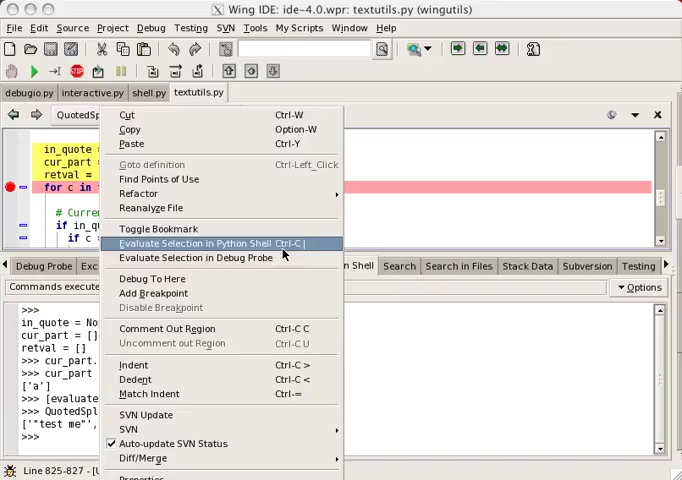 Wing IDE: ide-4.0.wpr: textutils.py (wingutils)
File Edit Source Project Debug Testing SVN Tools My Scripts Window Help
debugio.py interactive.py shell.py textutils.py
QuotedSp
in_quote =
cur_part =
retval =
for c in
# Curre
if in_q
if c
Cut Ctrl-W
Copy Option-W
Paste Ctrl-Y
Goto definition Ctrl-Left_Click
Find Points of Use
Refactor
Reanalyze File
Toggle Bookmark
Evaluate Selection in Python Shell Ctrl-C |
Evaluate Selection in Debug Probe
Debug To Here
Add Breakpoint
Disable Breakpoint
Comment Out Region Ctrl-C C
Uncomment out Region Ctrl-C U
Indent Ctrl-C >
Dedent Ctrl-C <
Match Indent Ctrl-=
SVN Update
SVN
Auto-update SVN Status
Diff/Merge
Properties
Debug Probe Exc n Shell Search Search in Files Stack Data Subversion Testing
Commands execute Options
>>>
in_quote = No
cur_part = []
retval = []
>>> cur_part.
>>> cur_part
['a']
>>> [evaluate
>>> QuotedSpl
['"test me"',
>>>
Line 825-827 - [U